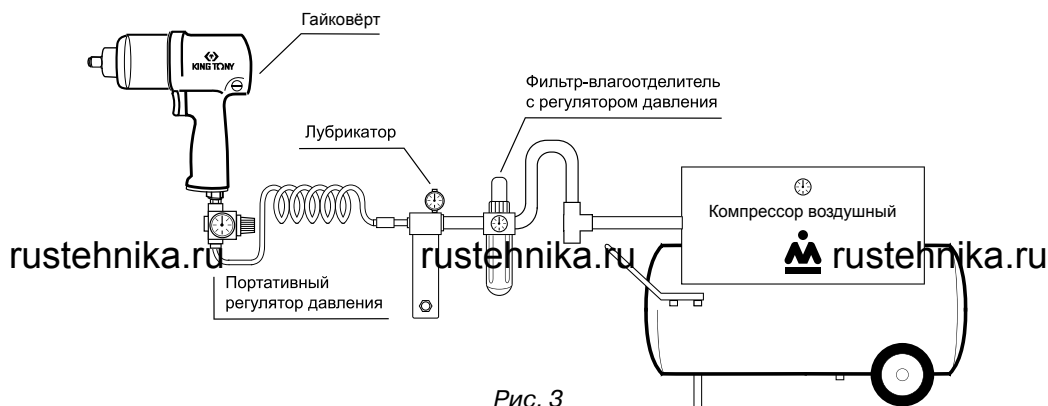 Гайковёрт
KING TONY
Фильтр-влагоотделитель
с регулятором давления
Лубрикатор
Компрессор воздушный
rustehnika.ru
rustehnika.ru
rustehnika.ru
Портативный
регулятор давления
Рис. 3